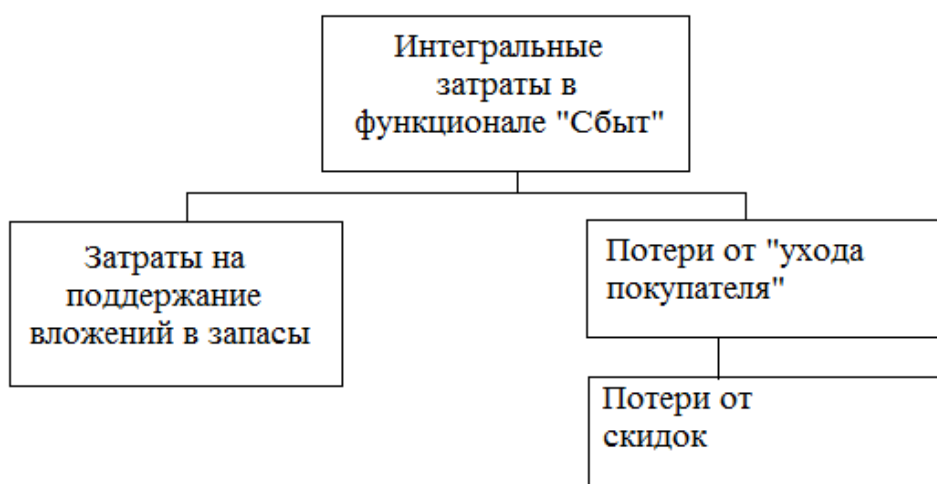 Интегральные
затраты в
функционале "Сбыт"
Затраты на
поддержание
вложений в запасы
Потери от "ухода
покупателя"
Потери от
скидок